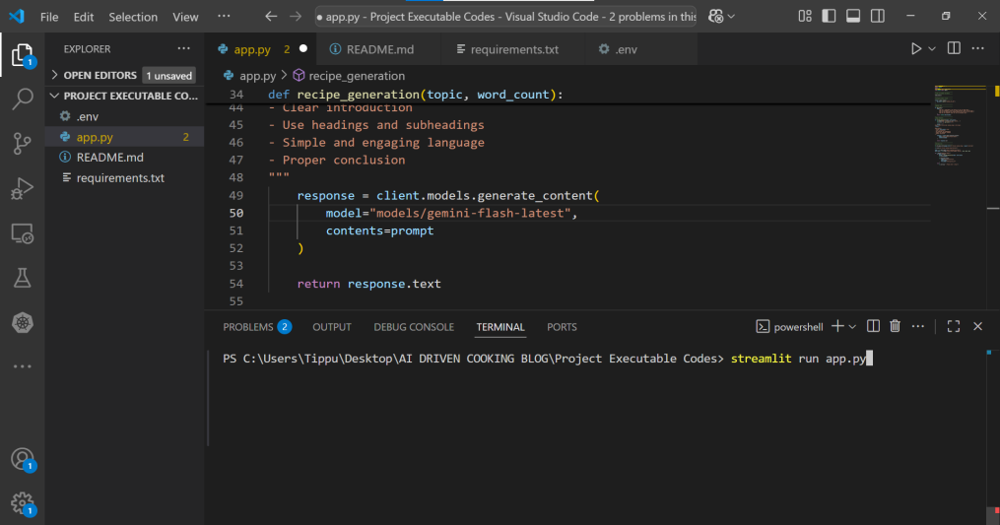 File Edit Selection View ··· app.py - Project Executable Codes - Visual Studio Code - 2 problems in this
EXPLORER ···
OPEN EDITORS 1 unsaved
PROJECT EXECUTABLE CO...
.env
app.py 2
README.md
requirements.txt
1
1
1
app.py 2 README.md requirements.txt .env
app.py > recipe_generation
34 def recipe_generation(topic, word_count):
44 - Clear introduction
45 - Use headings and subheadings
46 - Simple and engaging language
47 - Proper conclusion
48 """
49 response = client.models.generate_content(
50 model="models/gemini-flash-latest",
51 contents=prompt
52 )
53
54 return response.text
55
PROBLEMS 2 OUTPUT DEBUG CONSOLE TERMINAL PORTS powershell
PS C:\Users\Tippu\Desktop\AI DRIVEN COOKING BLOG\Project Executable Codes> streamlit run app.py